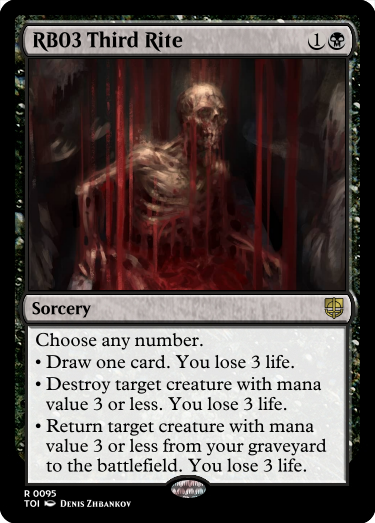 RB03 Third Rite 1
Sorcery
Choose any number.
• Draw one card. You lose 3 life.
• Destroy target creature with mana
value 3 or less. You lose 3 life.
• Return target creature with mana
value 3 or less from your graveyard
to the battlefield. You lose 3 life.
R 0095
TOI Denis Zhbankov